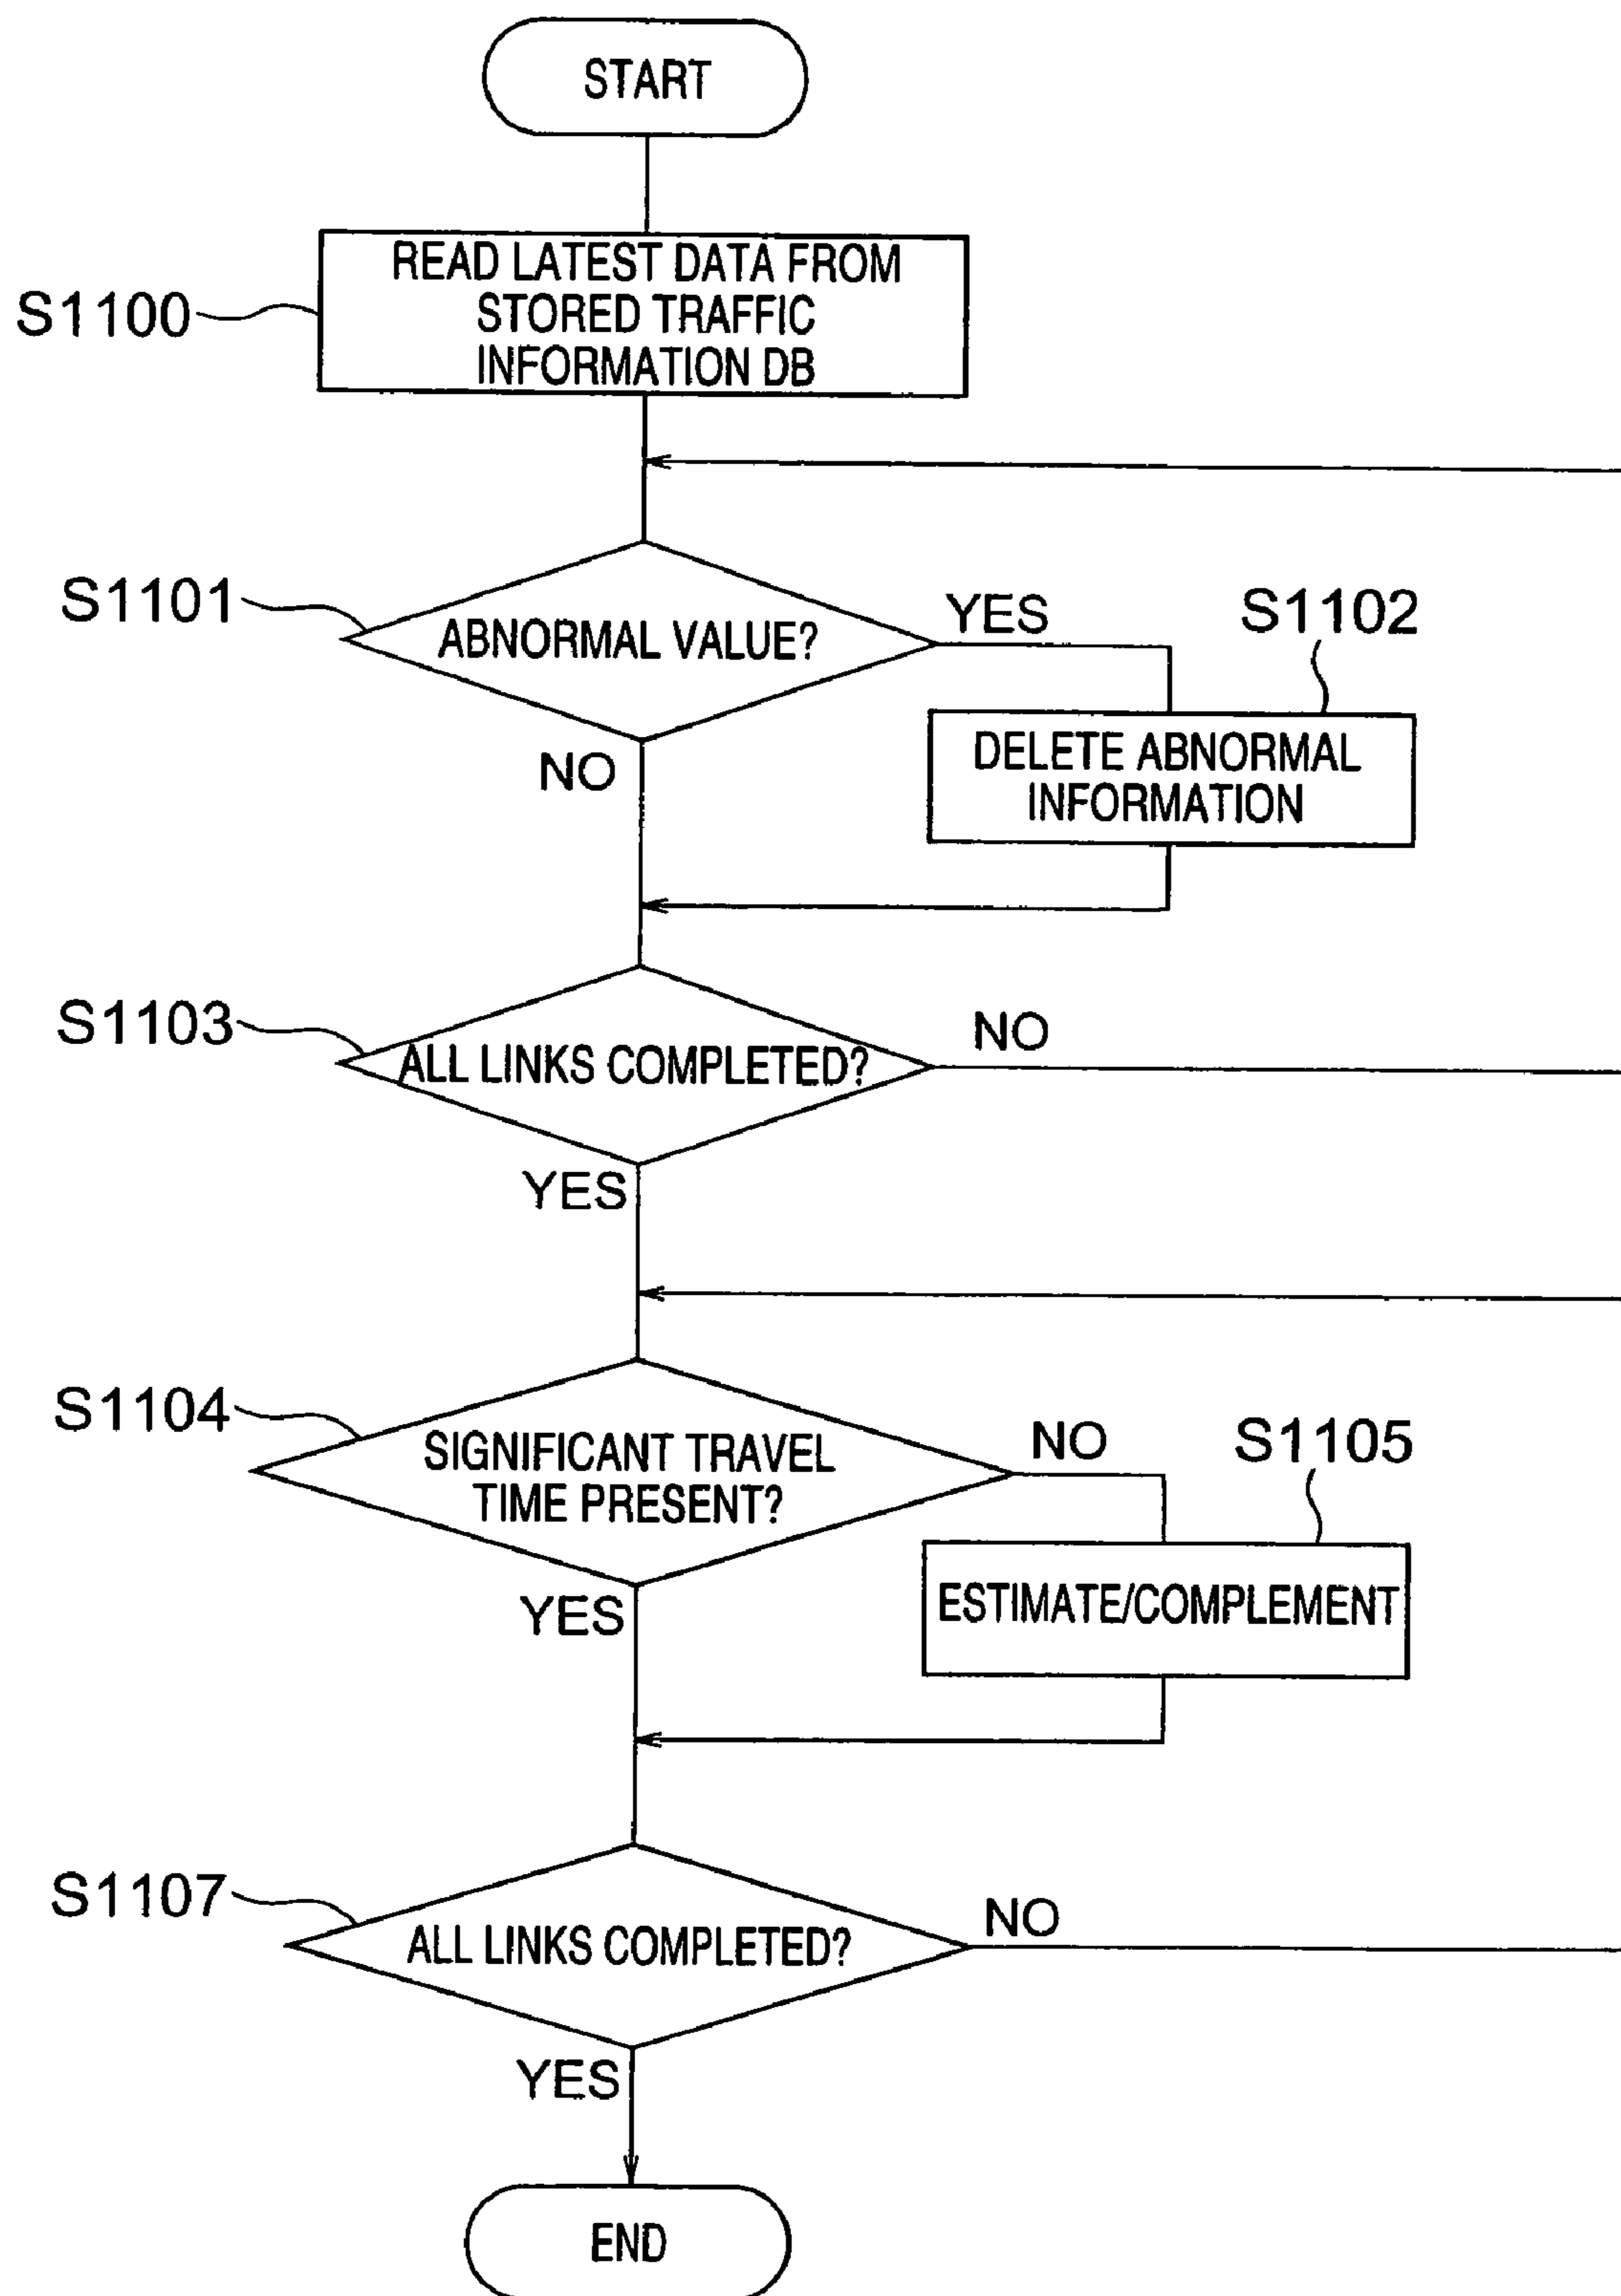 START
S1100
READ LATEST DATA FROM
STORED TRAFFIC
INFORMATION DB
S1101
ABNORMAL VALUE?
YES
S1102
DELETE ABNORMAL
INFORMATION
NO
S1103
ALL LINKS COMPLETED?
NO
YES
S1104
SIGNIFICANT TRAVEL
TIME PRESENT?
NO
S1105
ESTIMATE/COMPLEMENT
YES
S1107
ALL LINKS COMPLETED?
NO
YES
END